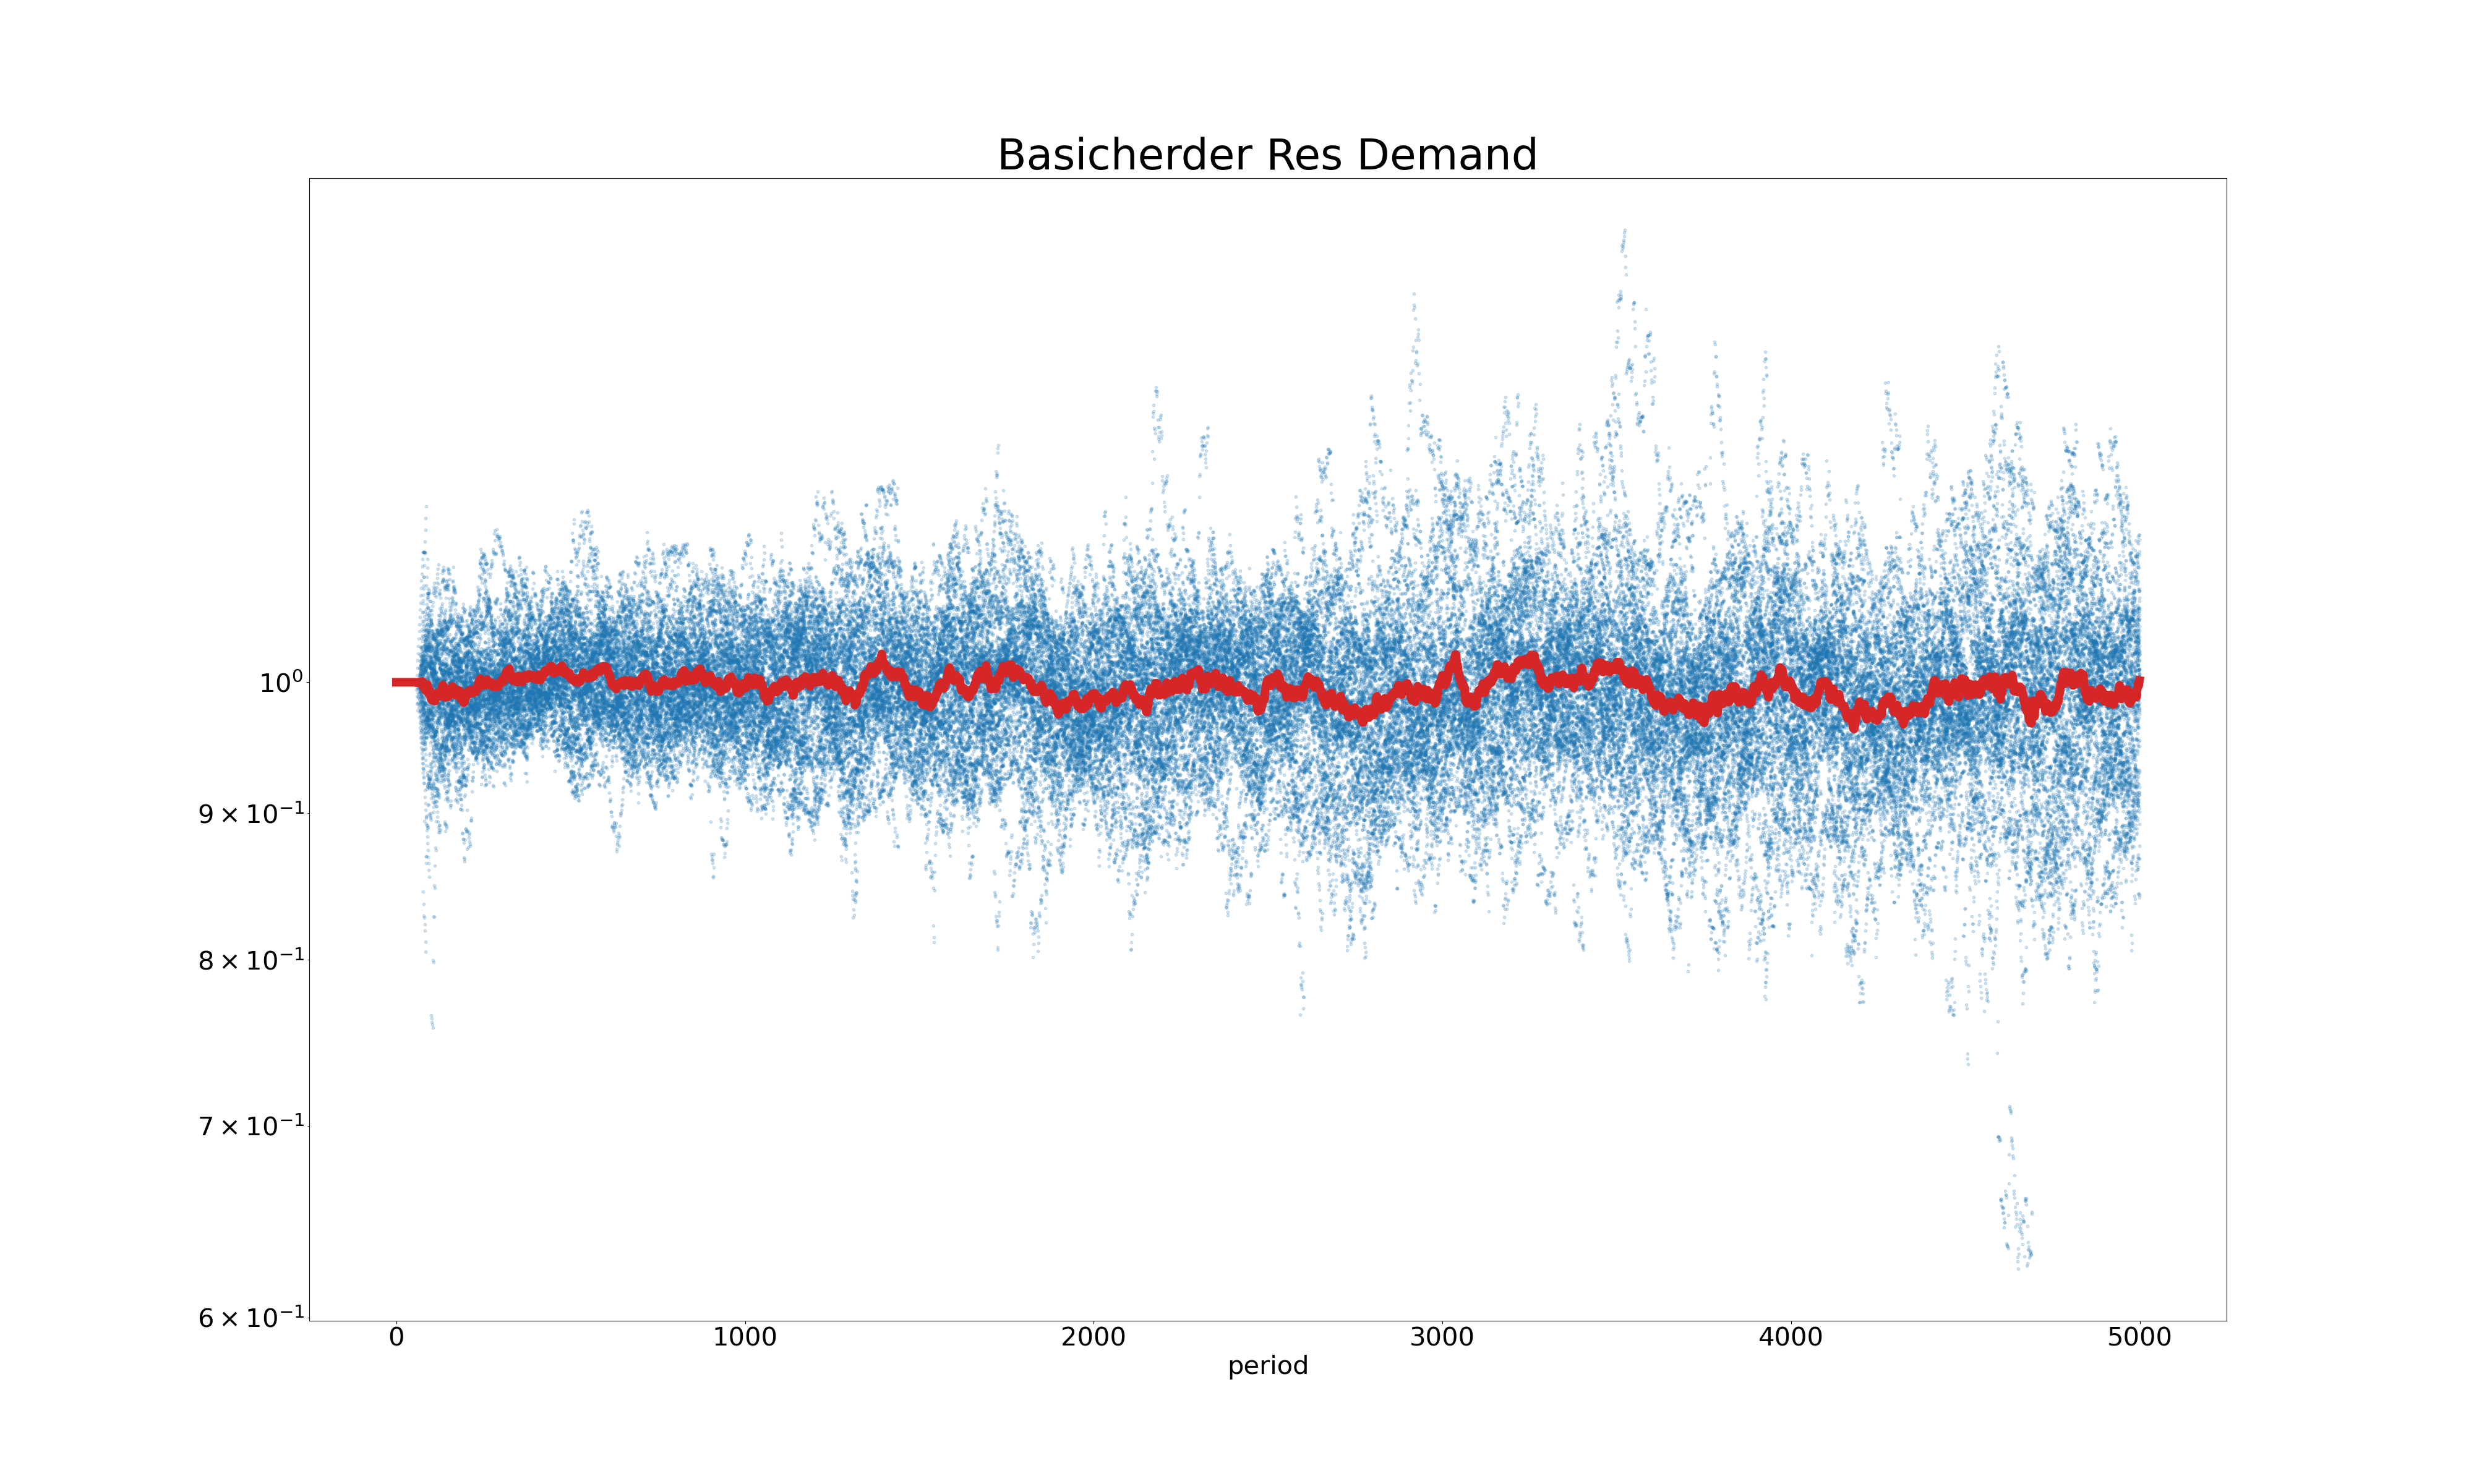 Basicherder Res Demand
10⁰
9 × 10⁻¹
8 × 10⁻¹
7 × 10⁻¹
6 × 10⁻¹
0 1000 2000 3000 4000 5000
period